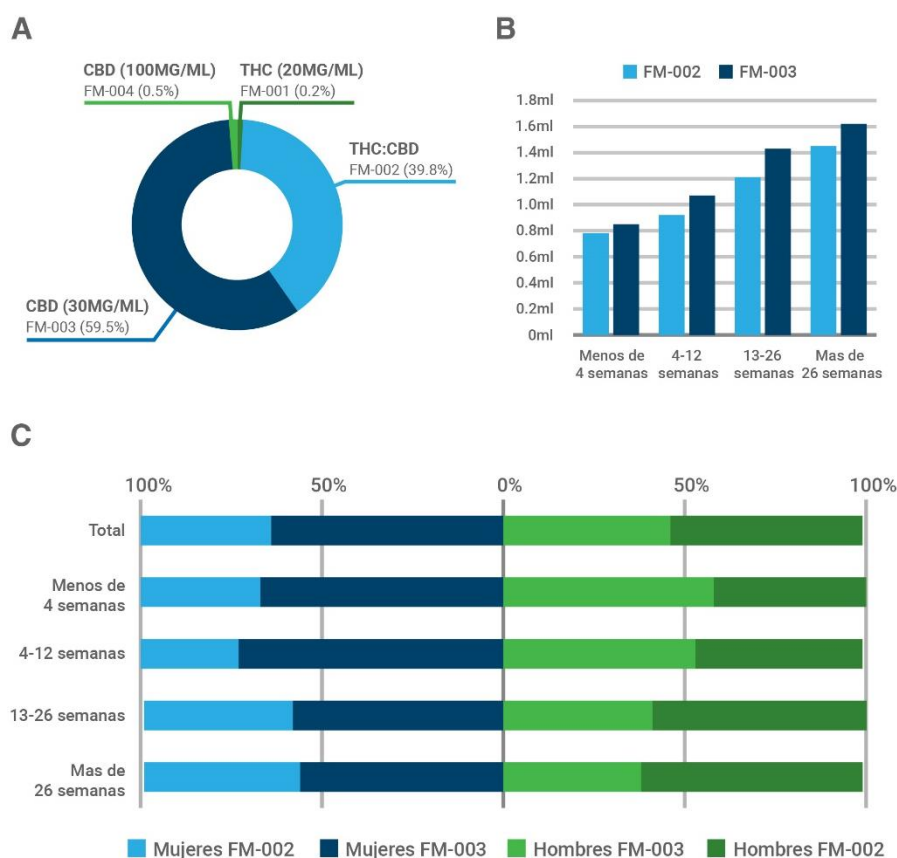 A
CBD (100MG/ML)
FM-004 (0.5%)
THC (20MG/ML)
FM-001 (0.2%)
THC:CBD
FM-002 (39.8%)
CBD (30MG/ML)
FM-003 (59.5%)
B
FM-002 FM-003
1.8ml
1.6ml
1.4ml
1.2ml
1.0ml
0.8ml
0.6ml
0.4ml
0.2ml
0ml
Menos de
4 semanas
4-12
semanas
13-26
semanas
Mas de
26 semanas
C
100% 50% 0% 50% 100%
Total
Menos de
4 semanas
4-12 semanas
13-26 semanas
Mas de
26 semanas
Mujeres FM-002 Mujeres FM-003 Hombres FM-003 Hombres FM-002